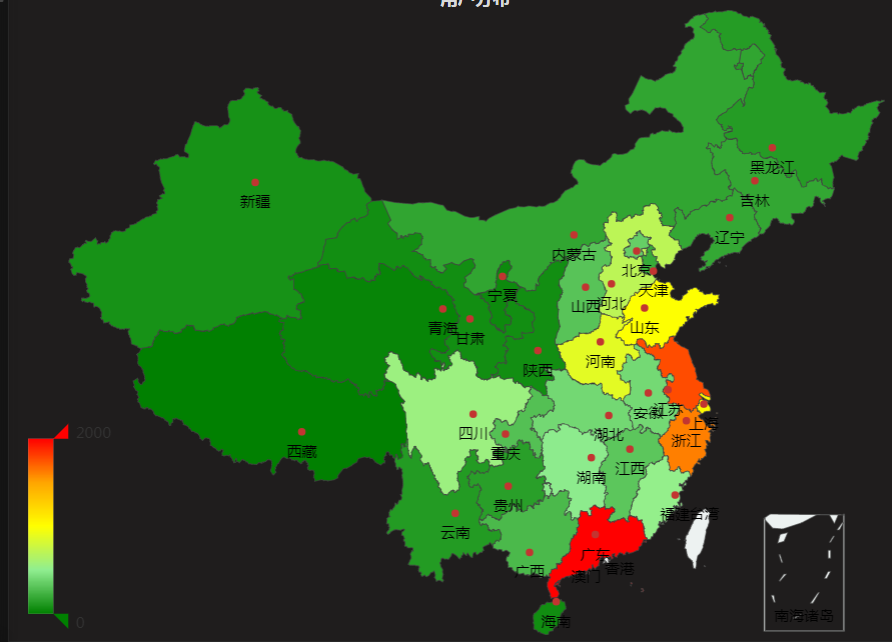 用户分布
黑龙江
吉林
新疆
辽宁
内蒙古
北京
天津
宁夏
山西
河北
青海
甘肃
山东
河南
陕西
安徽
江苏
上海
2000
四川
湖北
浙江
西藏
重庆
江西
湖南
贵州
福建
台湾
云南
广东
广西
香港
澳门
南海诸岛
海南
0